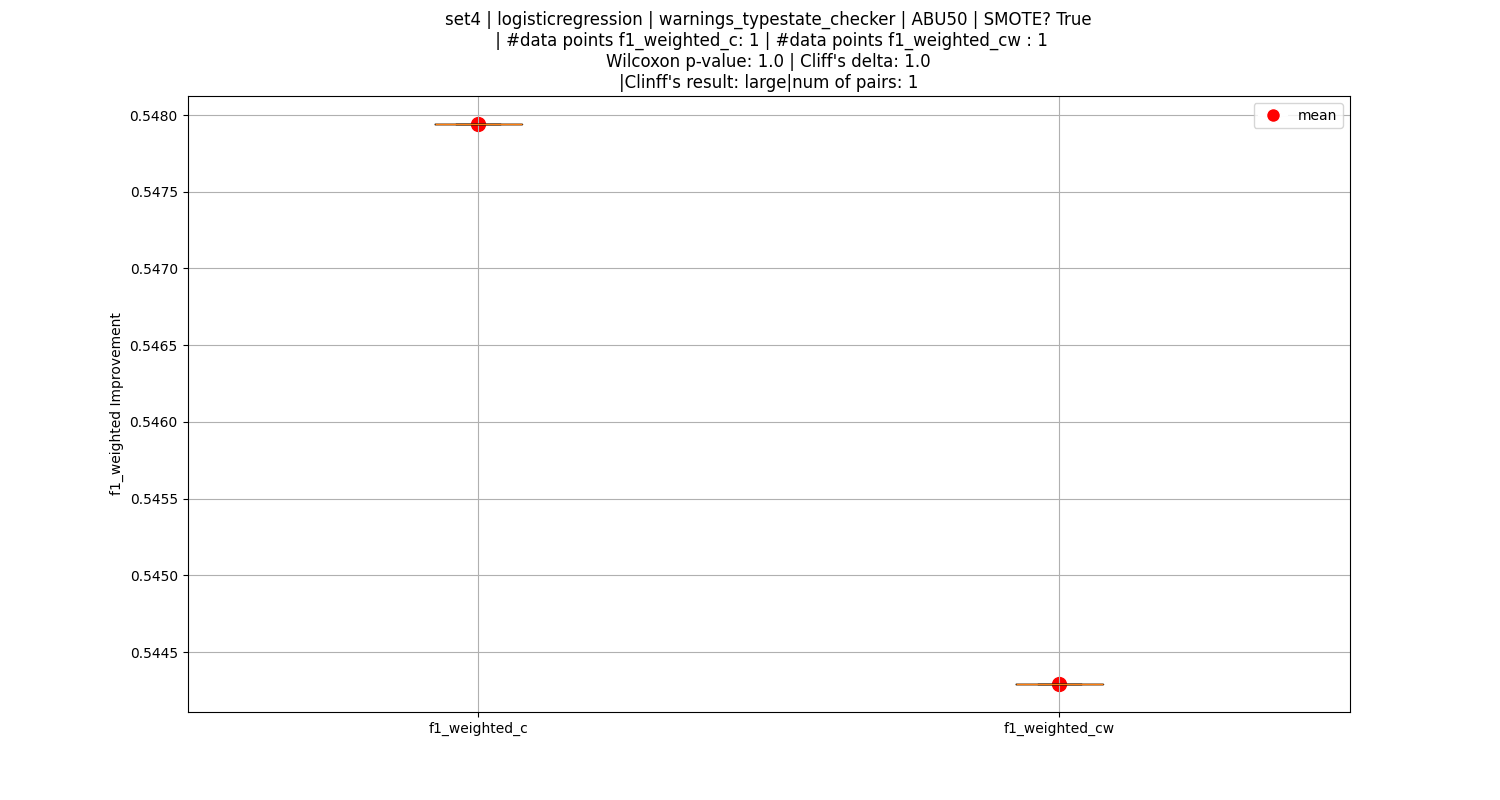 set4 | logisticregression | warnings_typestate_checker | ABU50 | SMOTE? True
| #data points f1_weighted_c: 1 | #data points f1_weighted_cw : 1
Wilcoxon p-value: 1.0 | Cliff's delta: 1.0
|Clinff's result: large|num of pairs: 1
mean
0.5480
0.5475
0.5470
0.5465
0.5460
0.5455
0.5450
0.5445
f1_weighted Improvement
f1_weighted_c
f1_weighted_cw